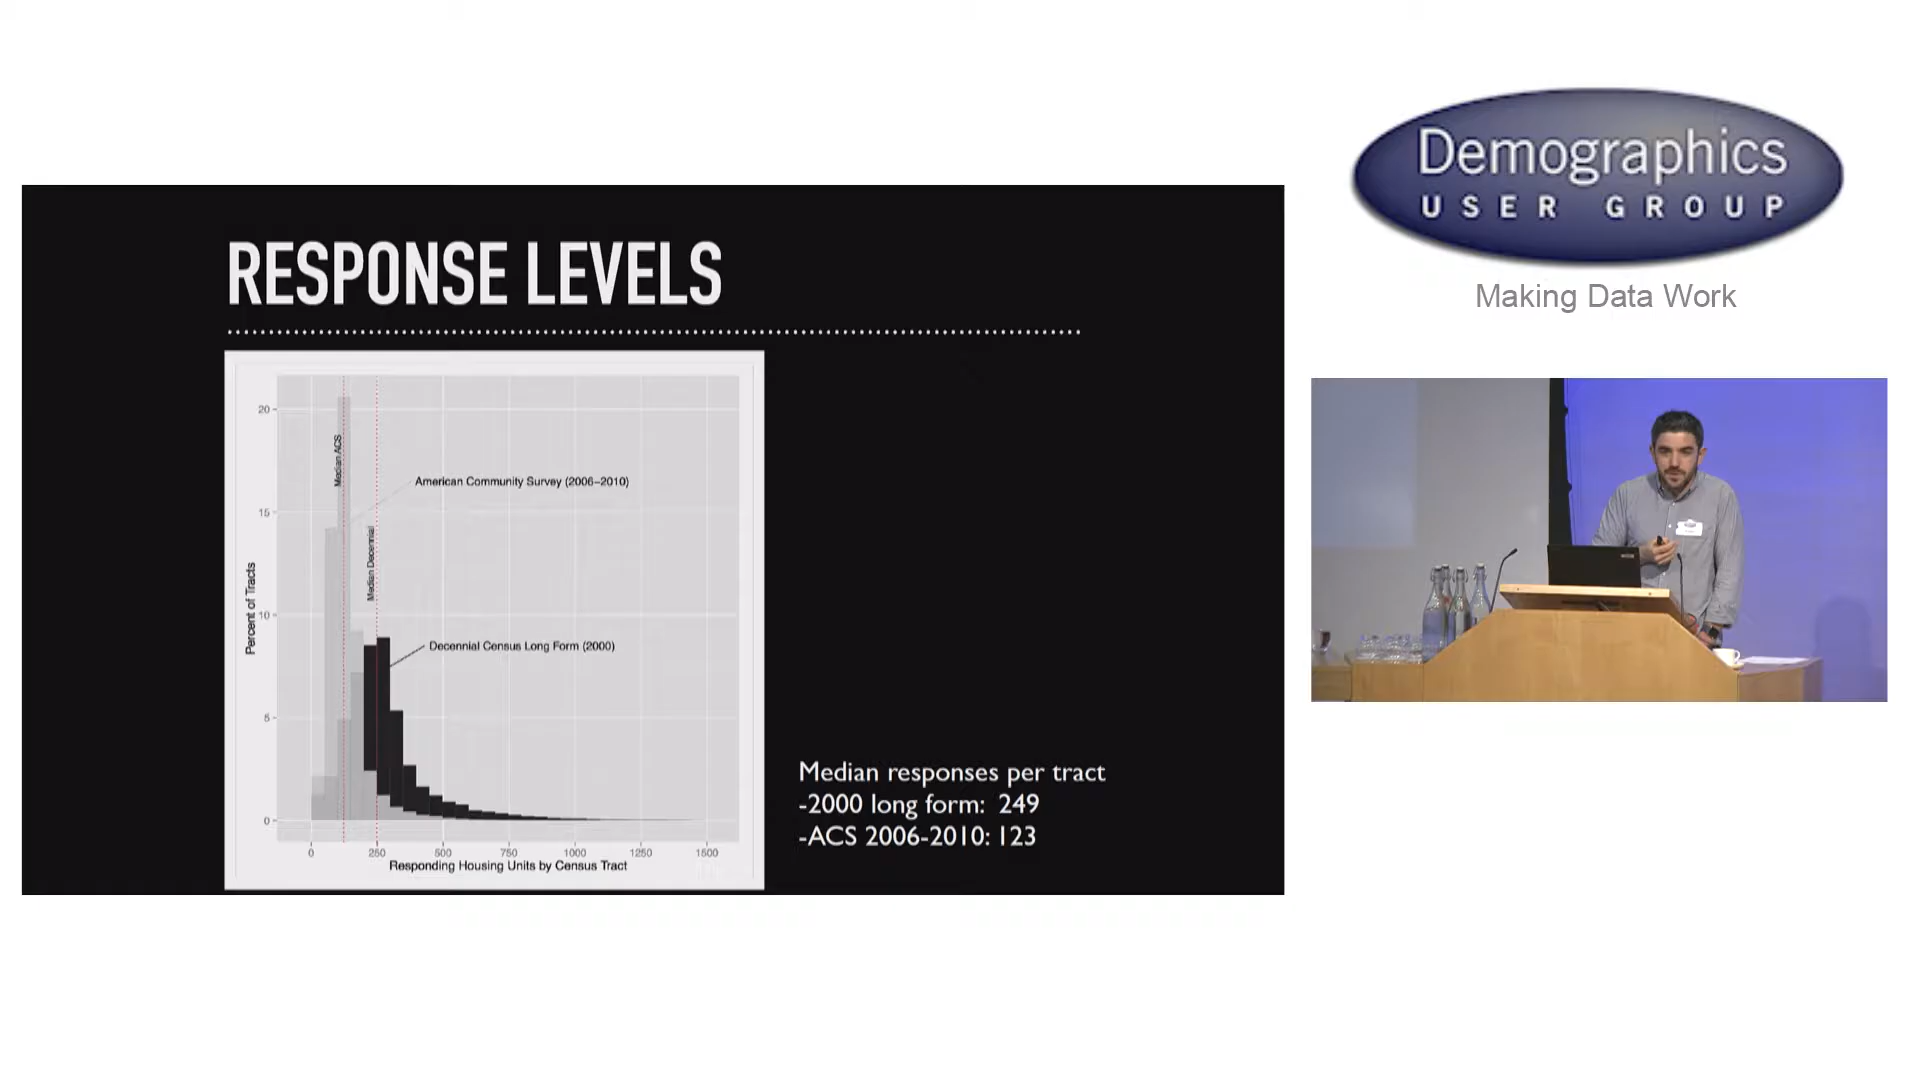 RESPONSE LEVELS
20
15
10
5
0
Percent of Tracts
Median ACS
American Community Survey (2006–2010)
Median Decennial
Decennial Census Long Form (2000)
0
250
500
750
1000
1250
1500
Responding Housing Units by Census Tract
Median responses per tract
-2000 long form: 249
-ACS 2006-2010: 123
Demographics
USER GROUP
Making Data Work